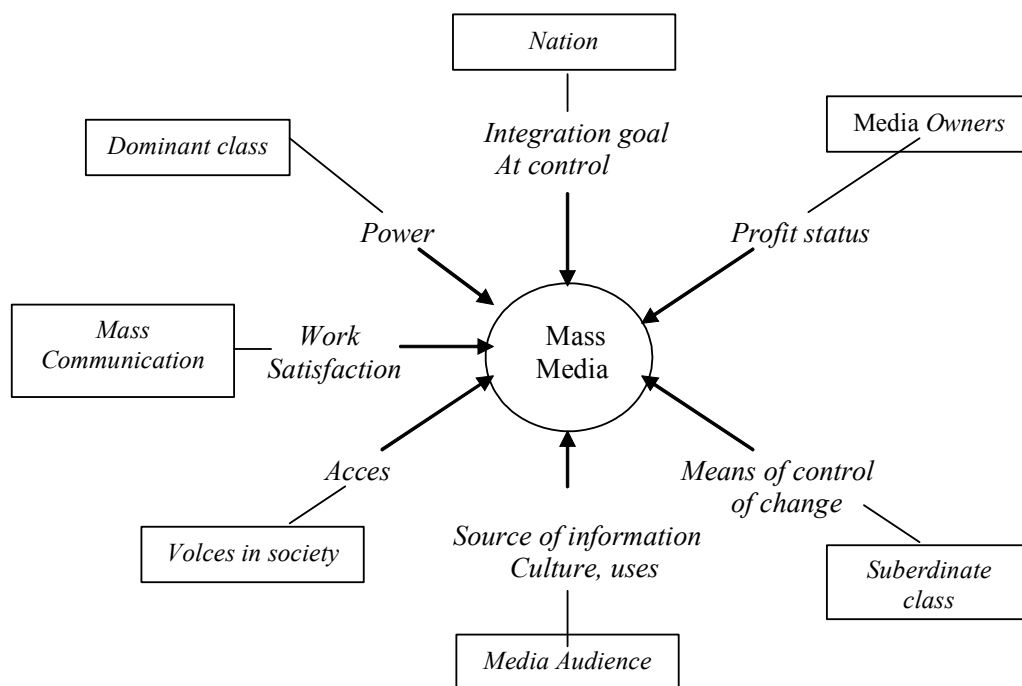 Nation
Integration goal
At control
Dominant class
Media Owners
Power
Profit status
Mass
Communication
Work
Satisfaction
Mass
Media
Acces
Means of control
of change
Volces in society
Source of information
Culture, uses
Suberdinate
class
Media Audience